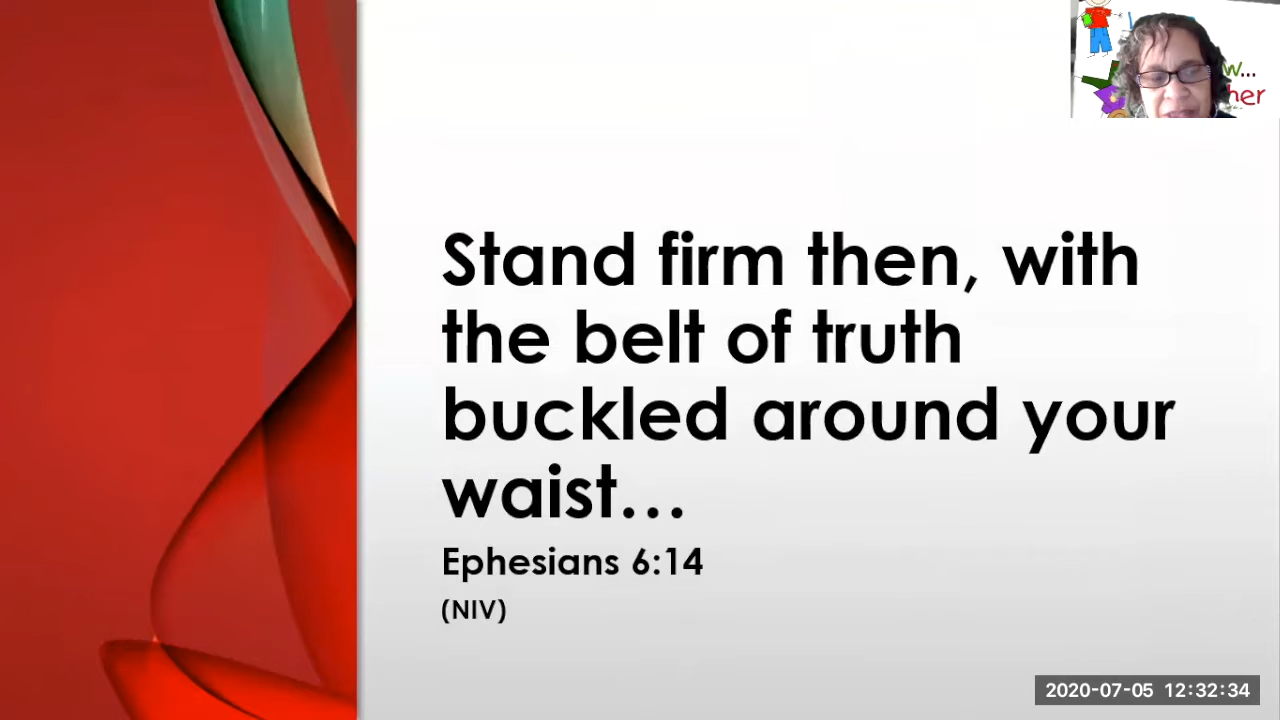 w...
her
Stand firm then, with
the belt of truth
buckled around your
waist...
Ephesians 6:14
(NIV)
2020-07-05 12:32:34